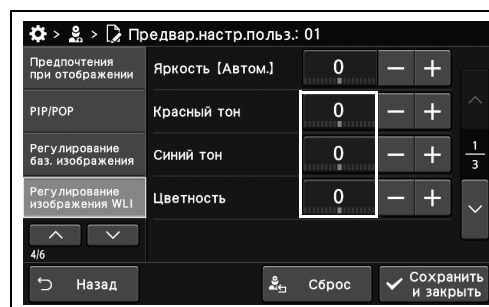 > > Предвар.настр.польз.: 01
Предпочтения
при отображении
PIP/POP
Регулирование
баз. изображения
Регулирование
изображения WLI
4/6
Яркость [Автом.] 0 − +
Красный тон 0 − +
Синий тон 0 − +
Цветность 0 − +
1
3
Назад
Сброс
Сохранить
и закрыть